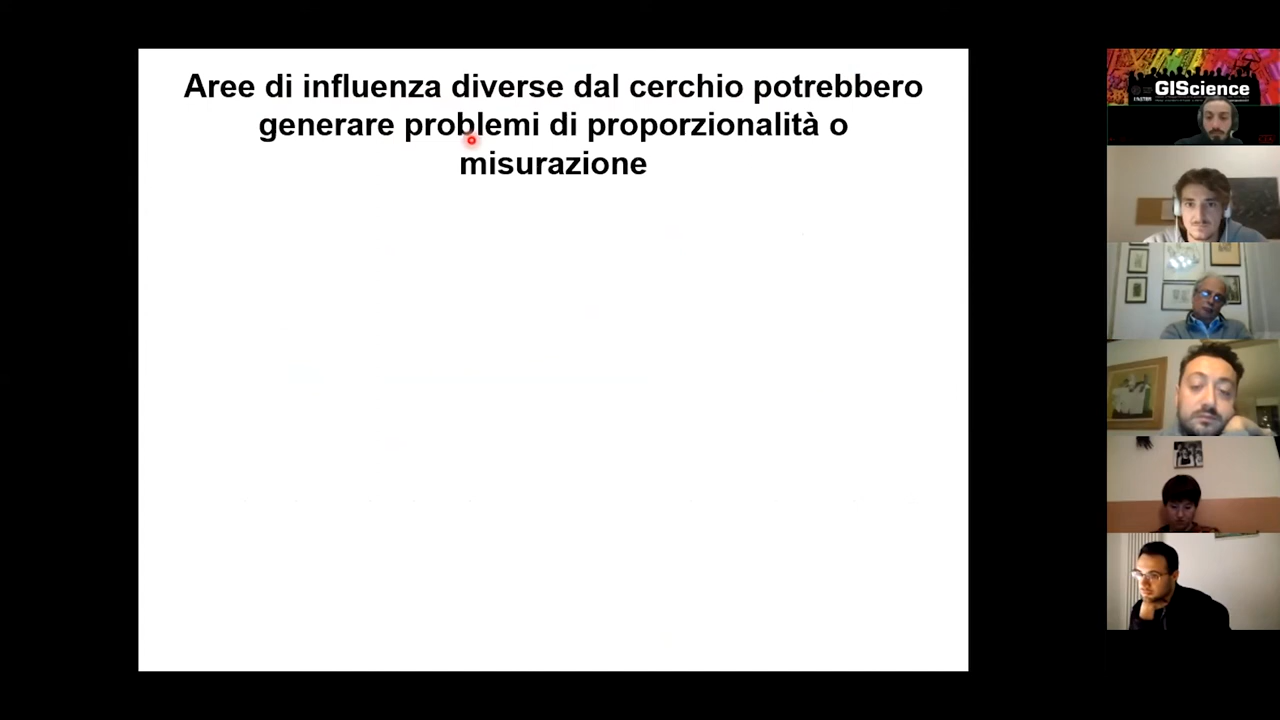 Aree di influenza diverse dal cerchio potrebbero
generare problemi di proporzionalità o
misurazione
GIScience